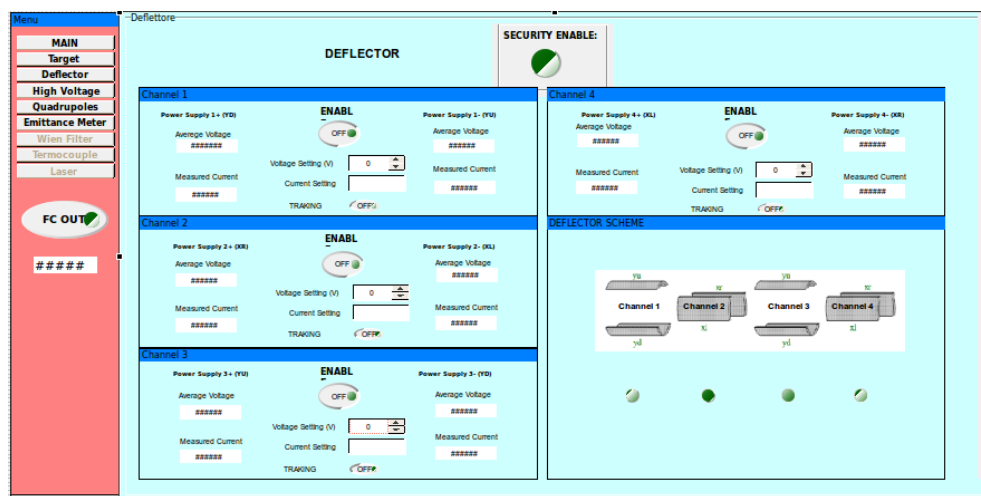 Menu
MAIN
Target
Deflector
High Voltage
Quadrupoles
Emittance Meter
Wien Filter
Termocouple
Laser
FC OUT
#####
Deflettore
DEFLECTOR
SECURITY ENABLE:
Channel 1
Power Supply 1+ (YD)
ENABL
Power Supply 1- (YU)
Averege Voltage
OFF
Average Voltage
#######
######
Voltage Setting (V) 0
Measured Current
Measured Current
Current Setting
######
######
TRAKING OFF
Channel 2
Power Supply 2+ (XR)
ENABL
Power Supply 2- (XL)
Average Voltage
OFF
Average Voltage
######
######
Voltage Setting (V) 0
Measured Current
Measured Current
Current Setting
######
######
TRAKING OFF
Channel 3
Power Supply 3+ (YU)
ENABL
Power Supply 3- (YD)
Average Voltage
OFF
Average Voltage
######
######
Voltage Setting (V) 0
Measured Current
Measured Current
Current Setting
######
######
TRAKING OFF
Channel 4
Power Supply 4+ (XL)
ENABL
Power Supply 4- (XR)
Average Voltage
OFF
Average Voltage
######
######
Voltage Setting (V) 0
Measured Current
Measured Current
Current Setting
######
######
TRAKING OFF
DEFLECTOR SCHEME
yu
xr
yu
xr
Channel 1
Channel 2
Channel 3
Channel 4
yd
xl
yd
xl